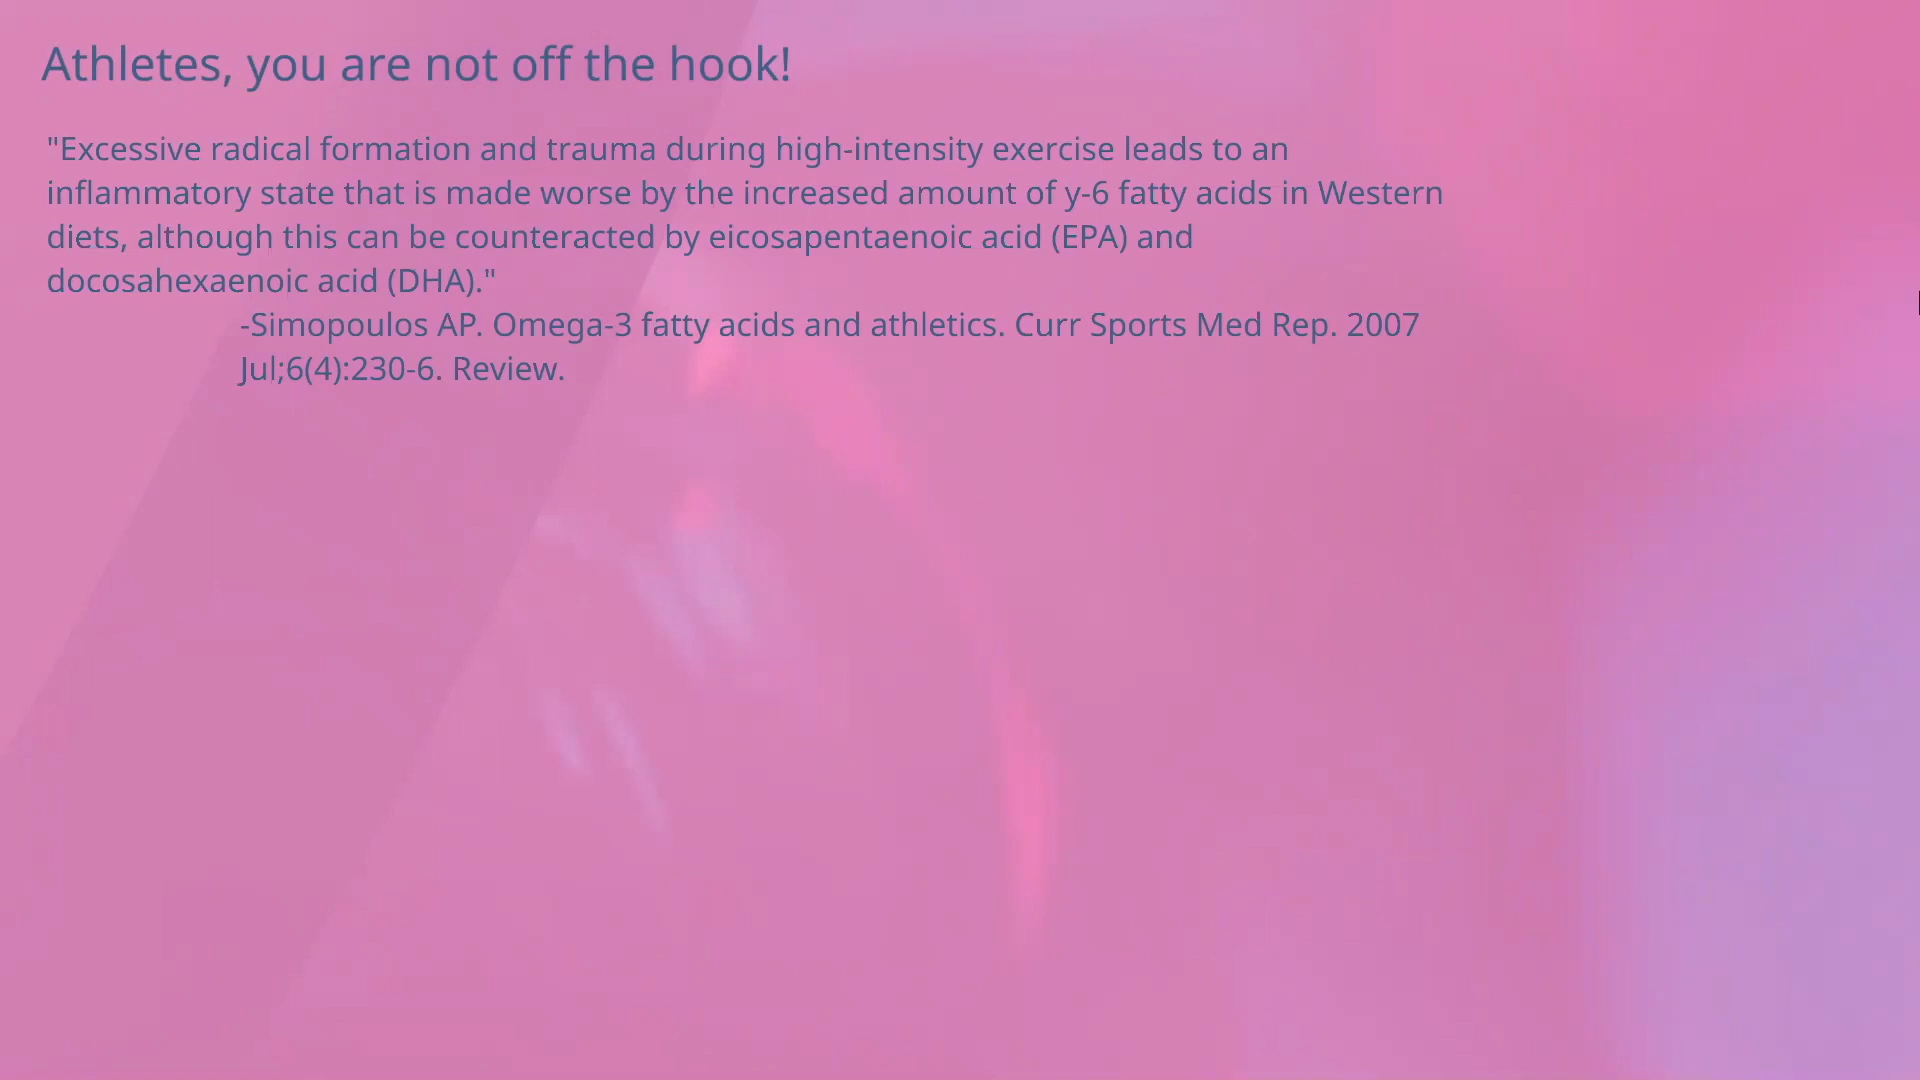 Athletes, you are not off the hook!
"Excessive radical formation and trauma during high-intensity exercise leads to an
inflammatory state that is made worse by the increased amount of y-6 fatty acids in Western
diets, although this can be counteracted by eicosapentaenoic acid (EPA) and
docosahexaenoic acid (DHA)."
-Simopoulos AP. Omega-3 fatty acids and athletics. Curr Sports Med Rep. 2007
Jul;6(4):230-6. Review.